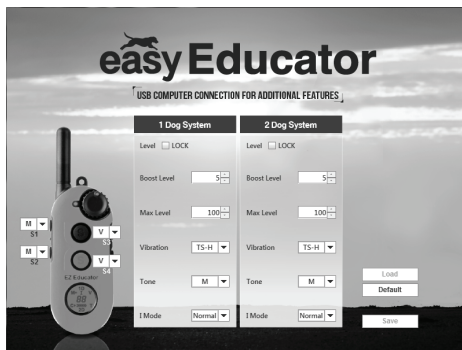 easy Educator
USB COMPUTER CONNECTION FOR ADDITIONAL FEATURES
1 Dog System
2 Dog System
Level LOCK
Level LOCK
Boost Level 5
Boost Level 5
Max Level 100
Max Level 100
M
S1
V
S3
M
S2
V
S4
Vibration TS-H
Vibration TS-H
EZ Educator
Tone M
Tone M
Load
Default
I Mode Normal
I Mode Normal
Save